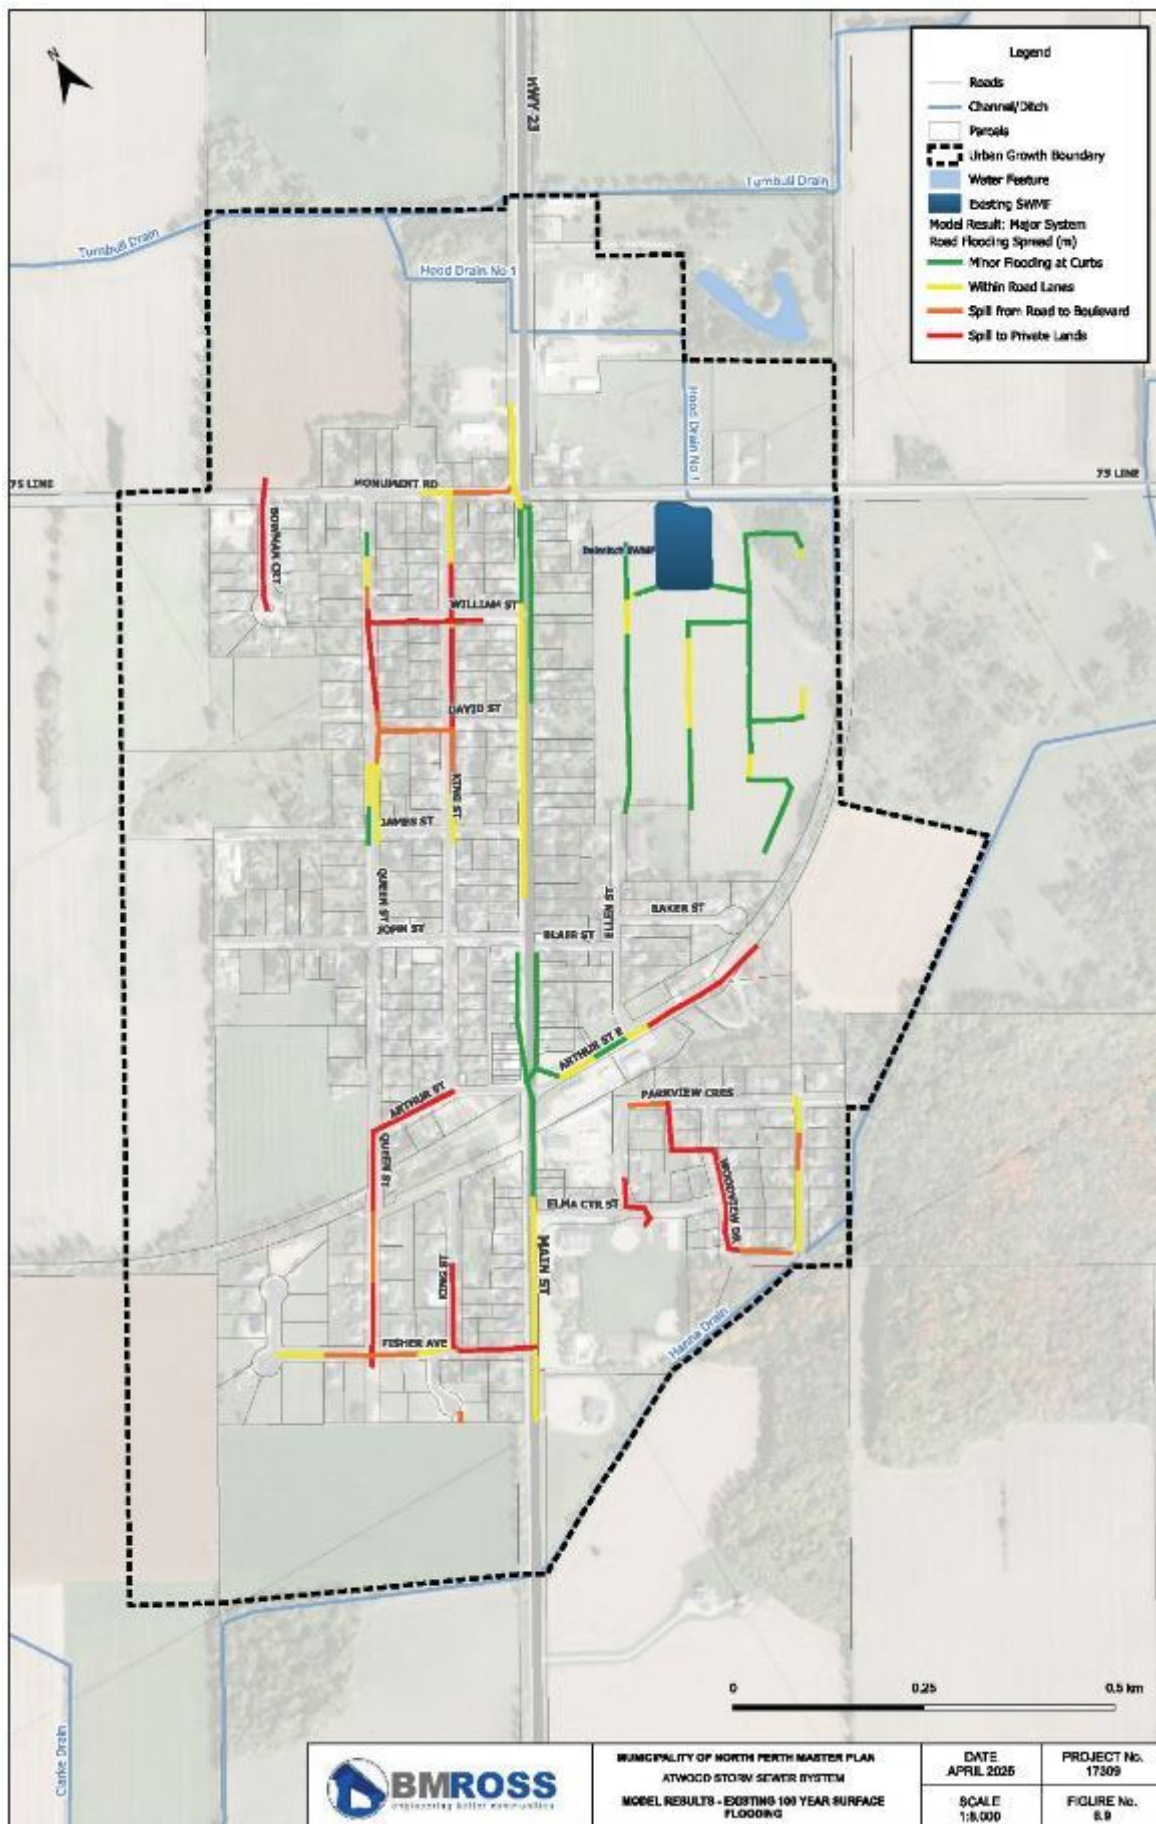 N
HWY 23
Legend
Roads
Channel/Ditch
Parcels
Urban Growth Boundary
Water Feature
Existing SWMF
Model Result: Major System
Road Flooding Spread (m)
Minor Flooding at Curbs
Within Road Lanes
Spill from Road to Boulevard
Spill to Private Lands
Turnbull Drain
Turnbull Drain
Hood Drain No 1
Hood Drain No 1
75 LINE
MONUMENT RD
75 LINE
BOWMAN CRT
SWMF
WILLIAM ST
DAVID ST
KING ST
JAMES ST
QUEEN ST
ELLEN ST
BAKER ST
JOHN ST
BLAIR ST
ARTHUR ST E
ARTHUR ST
PARKVIEW CRES
QUEEN ST
WOODVIEW DR
ELMA CTR ST
MAIN ST
KING ST
FISHER AVE
Hanna Drain
Clarke Drain
0 0.25 0.5 km
BMROSS
engineering better communities
MUNICIPALITY OF NORTH PERTH MASTER PLAN
ATWOOD STORM SEWER SYSTEM
MODEL RESULTS - EXISTING 100 YEAR SURFACE
FLOODING
DATE
APRIL 2025
PROJECT No.
17309
SCALE
FIGURE No.